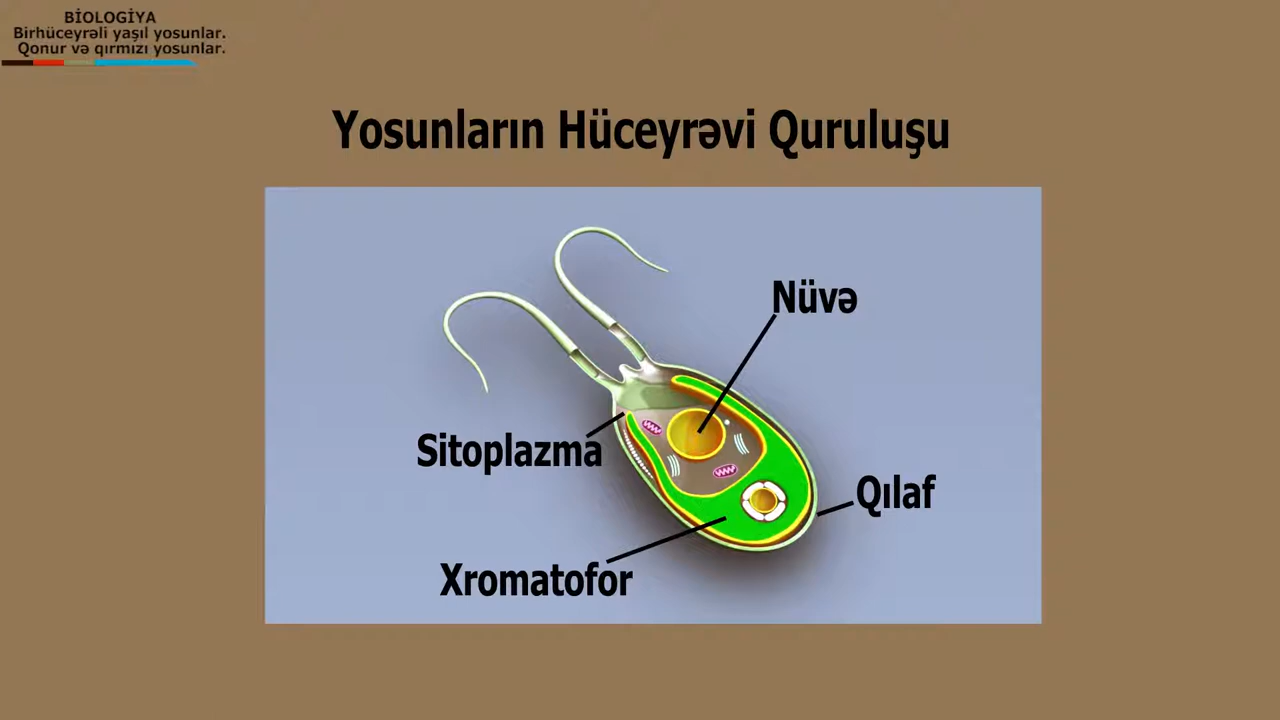 BİOLOGİYA
Birhüceyrəli yaşıl yosunlar.
Qonur və qırmızı yosunlar.
Yosunların Hüceyrəvi Quruluşu
Nüvə
Sitoplazma
Qılaf
Xromatofor